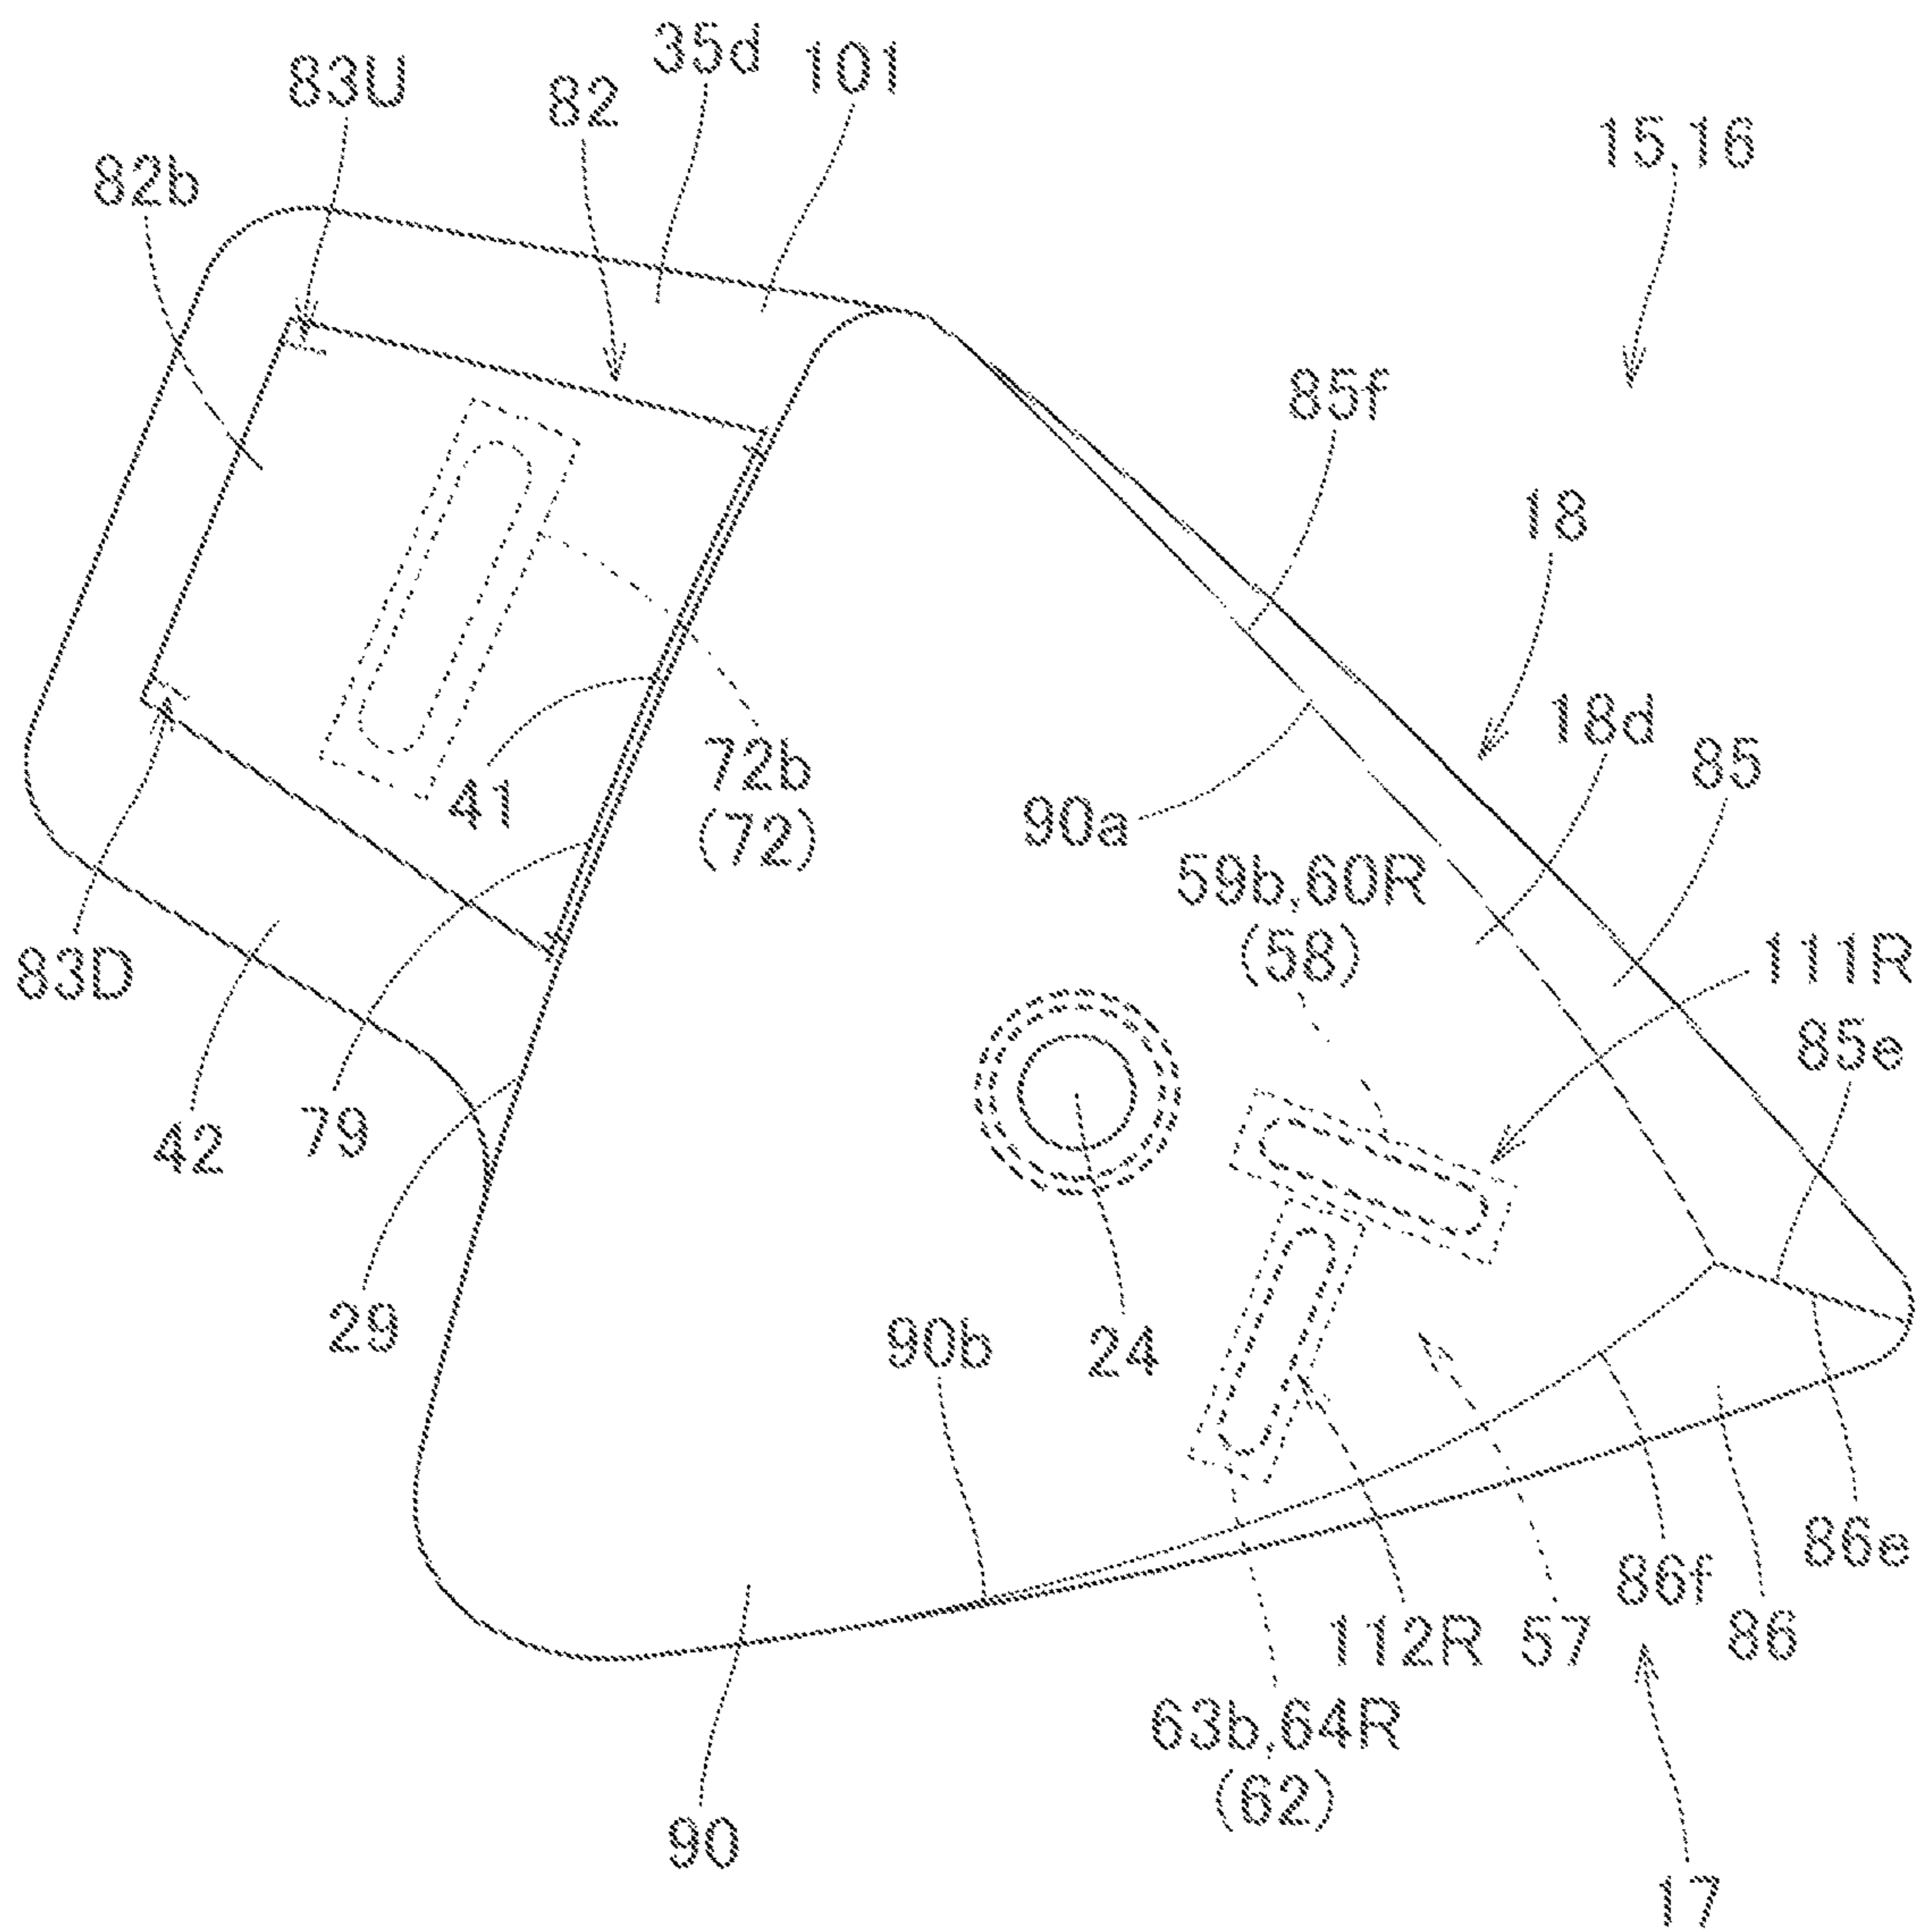 35d
101
83U
82
15,16
82b
85f
18
18d
85
72b
(72)
41
90a
59b,60R
(58)
111R
83D
85e
42
79
29
90b
24
86e
86f
86
112R
57
63b,64R
(62)
90
17